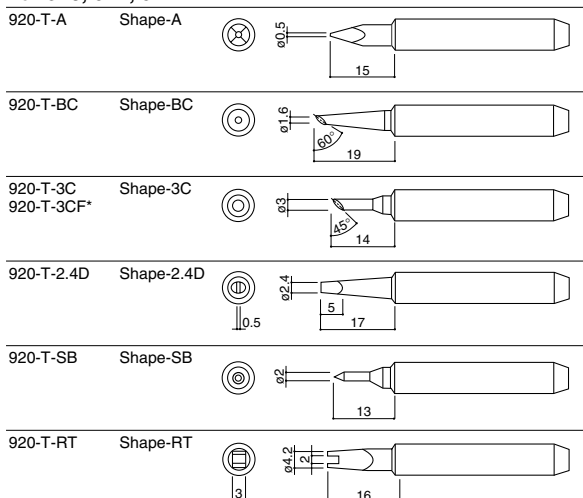 920-T-A Shape-A ø0.5 15
920-T-BC Shape-BC ø1.6 60° 19
920-T-3C Shape-3C ø3 45° 14
920-T-3CF*
920-T-2.4D Shape-2.4D ø2.4 5 0.5 17
920-T-SB Shape-SB ø2 13
920-T-RT Shape-RT ø4.2 2 3 16